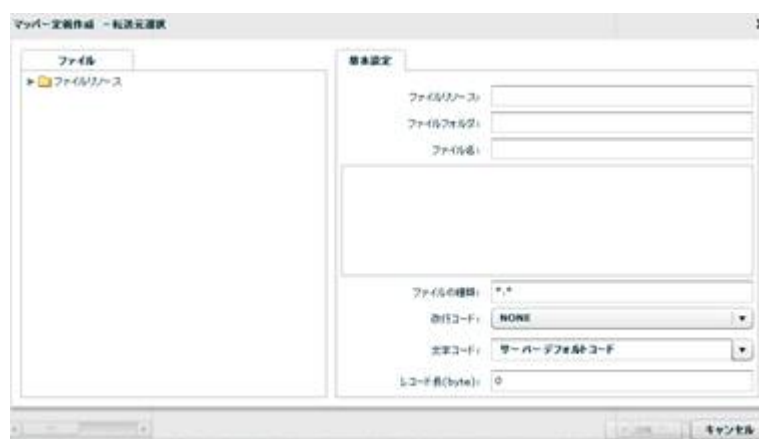 マッパー定義作成 －転送元選択
ファイル
ファイルリソース
基本設定
ファイルリソース:
ファイルフォルダ:
ファイル名:
ファイルの種類: *.*
改行コード: NONE
文字コード: サーバーデフォルトコード
レコード長(byte): 0
キャンセル